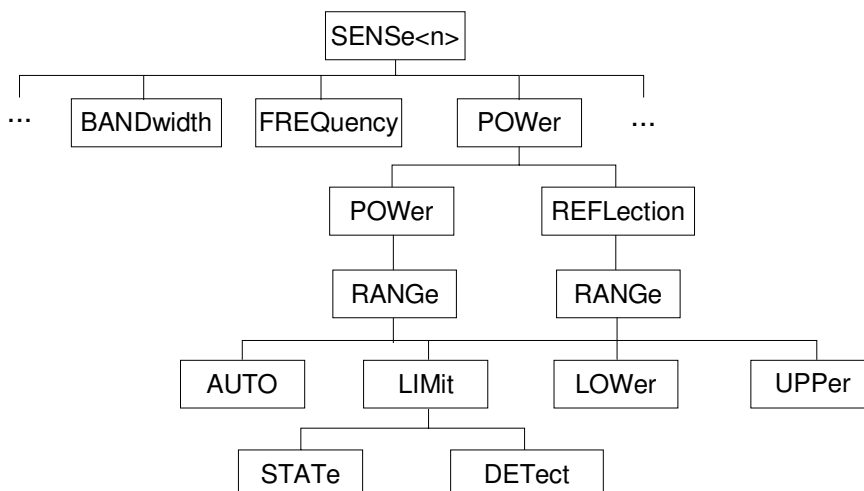 SENSe<n>
... BANDwidth FREQuency POWer ...
POWer REFLection
RANGe RANGe
AUTO LIMit LOWer UPPer
STATe DETect